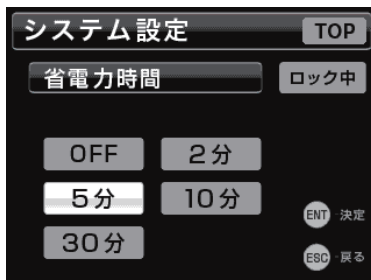 システム設定 TOP
省電力時間 ロック中
OFF 2分
5分 10分
ENT 決定
30分
ESC 戻る